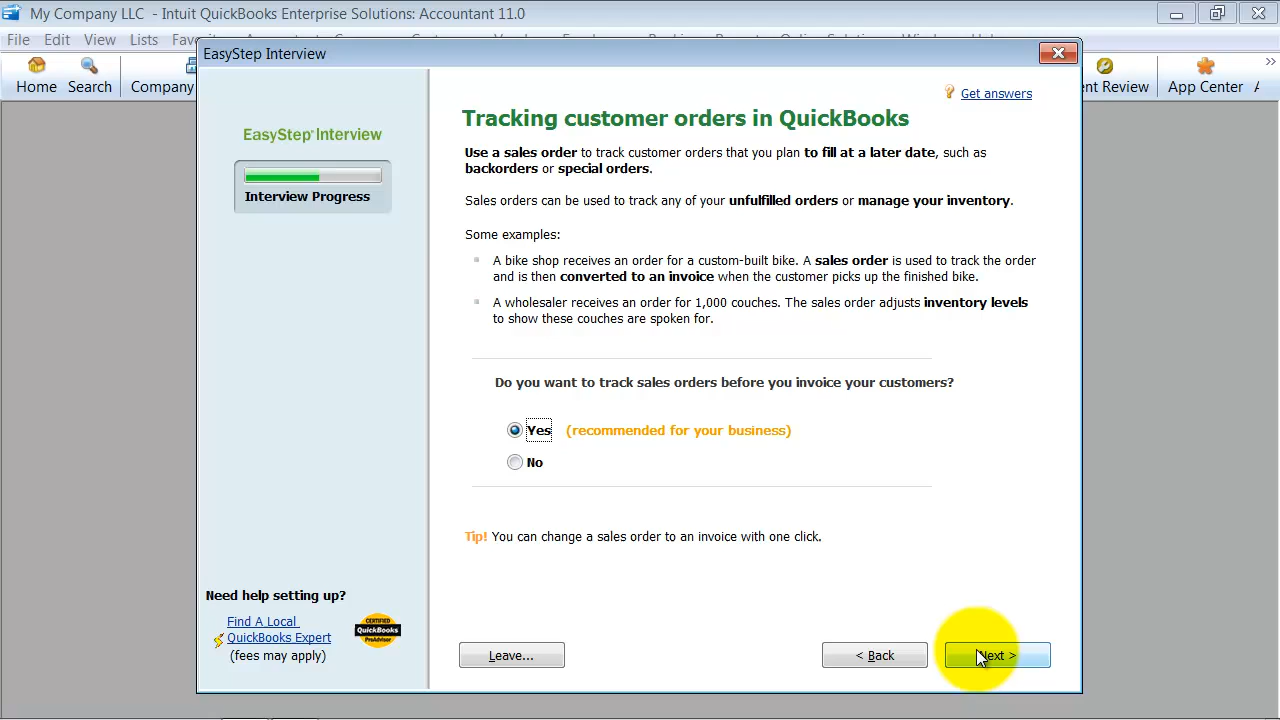 My Company LLC - Intuit QuickBooks Enterprise Solutions: Accountant 11.0
File Edit View Lists
EasyStep Interview
Home Search Company
nt Review App Center
Get answers
EasyStep Interview
Interview Progress
Tracking customer orders in QuickBooks
Use a sales order to track customer orders that you plan to fill at a later date, such as
backorders or special orders.
Sales orders can be used to track any of your unfulfilled orders or manage your inventory.
Some examples:
A bike shop receives an order for a custom-built bike. A sales order is used to track the order
and is then converted to an invoice when the customer picks up the finished bike.
A wholesaler receives an order for 1,000 couches. The sales order adjusts inventory levels
to show these couches are spoken for.
Do you want to track sales orders before you invoice your customers?
Yes (recommended for your business)
No
Tip! You can change a sales order to an invoice with one click.
Need help setting up?
Find A Local
QuickBooks Expert
(fees may apply)
CERTIFIED
QuickBooks
ProAdvisor
Leave...
< Back
Next >